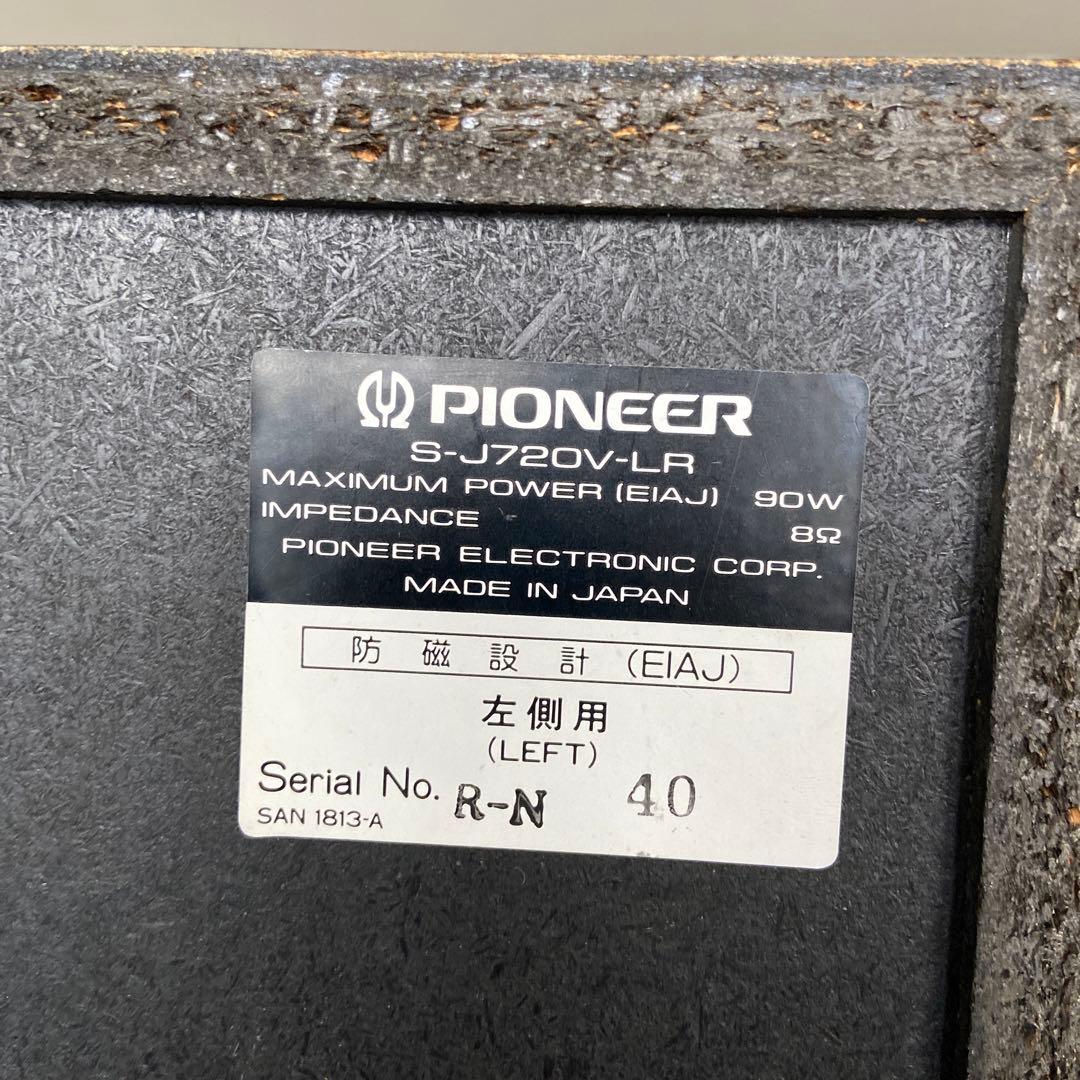 PIONEER
S-J720V-LR
MAXIMUM POWER (EIAJ) 90W
IMPEDANCE 8Ω
PIONEER ELECTRONIC CORP.
MADE IN JAPAN
防磁設計 (EIAJ)
左側用
(LEFT)
Serial No. R-N 40
SAN 1813-A